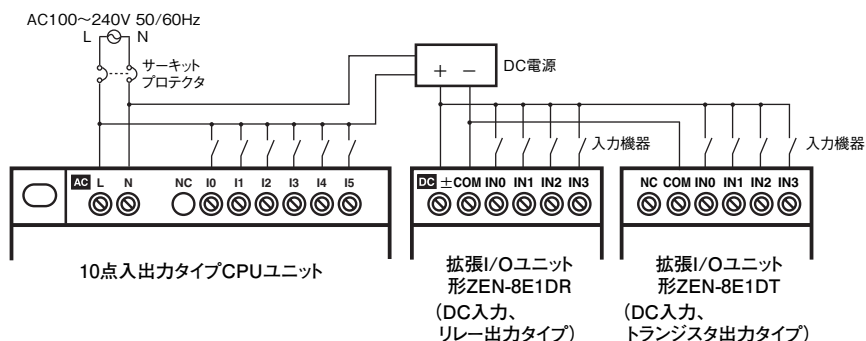 AC100～240V 50/60Hz
L N
サーキット
プロテクタ
+ −
DC電源
入力機器
入力機器
AC L N NC I0 I1 I2 I3 I4 I5
DC ± COM IN0 IN1 IN2 IN3
NC COM IN0 IN1 IN2 IN3
10点入出力タイプCPUユニット
拡張I/Oユニット
形ZEN-8E1DR
（DC入力、
リレー出力タイプ）
拡張I/Oユニット
形ZEN-8E1DT
（DC入力、
トランジスタ出力タイプ）